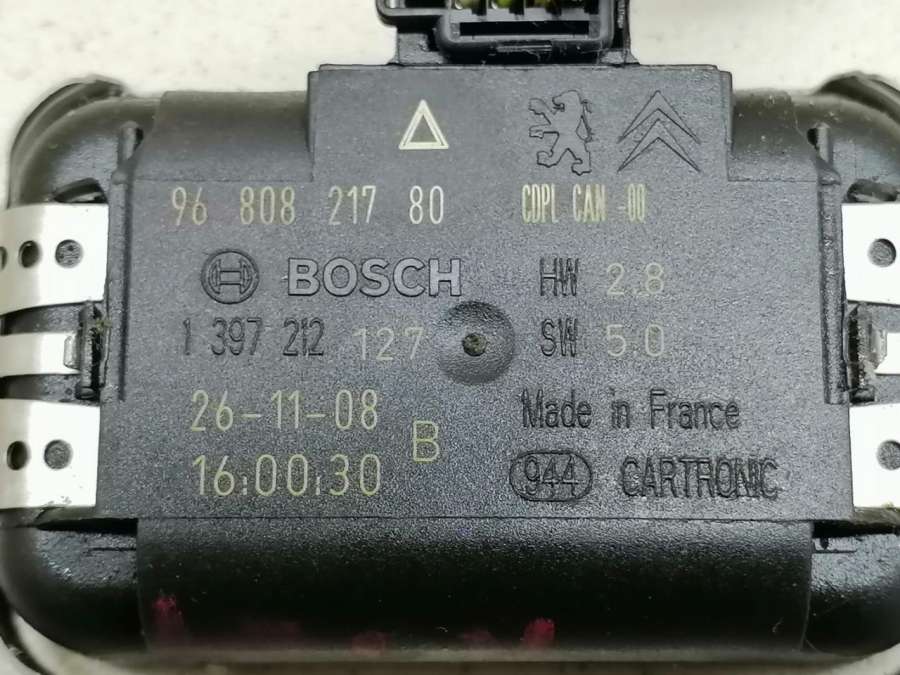 96 808 217 80 CDPL CAN -00
BOSCH HW 2.8
1 397 212 127 SW 5.0
26-11-08 B Made in France
16:00:30 944 CARTRONIC